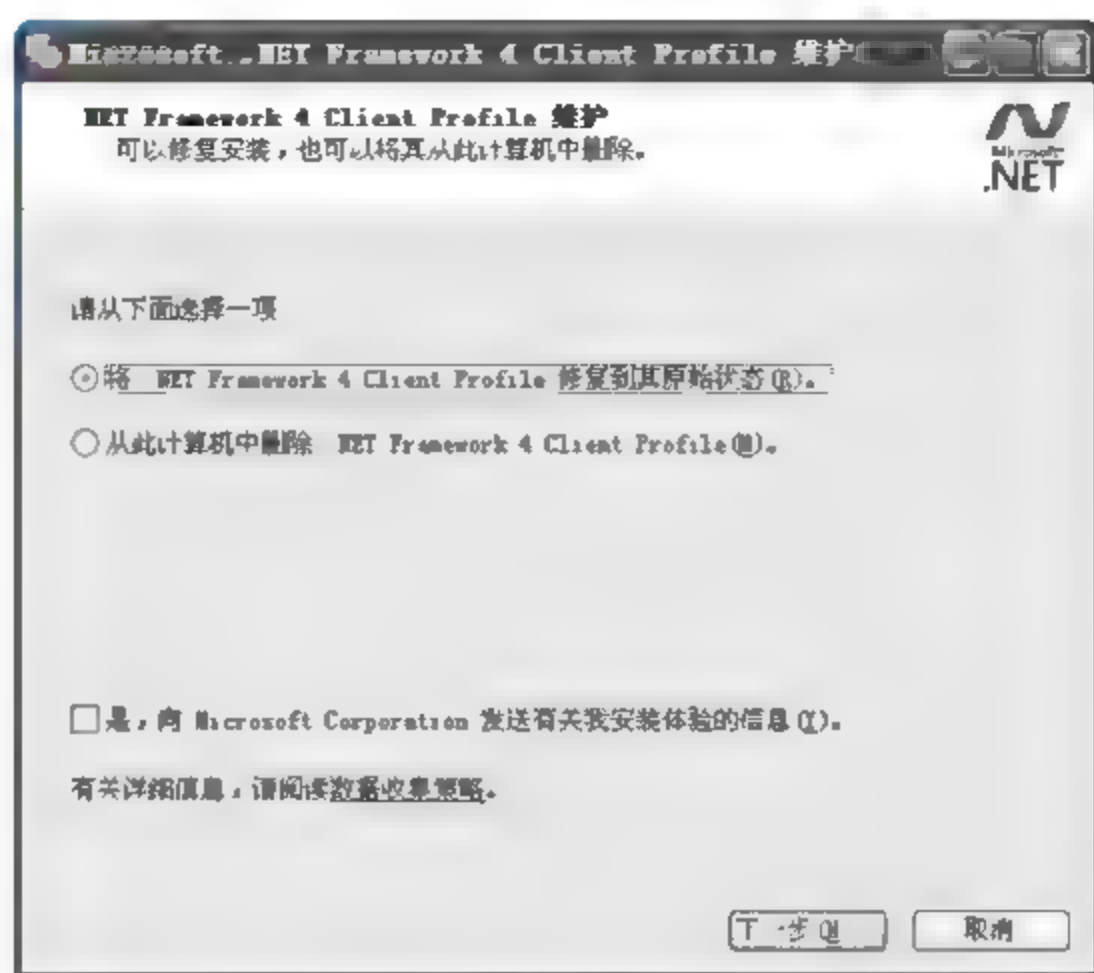 Microsoft .NET Framework 4 Client Profile 维护
.NET Framework 4 Client Profile 维护
可以修复安装，也可以将其从此计算机中删除。
Microsoft
.NET
请从下面选择一项
将 .NET Framework 4 Client Profile 修复到其原始状态(R)。
从此计算机中删除 .NET Framework 4 Client Profile(M)。
是，向 Microsoft Corporation 发送有关我安装体验的信息(Y)。
有关详细信息，请阅读数据收集策略。
下一步(N) 取消